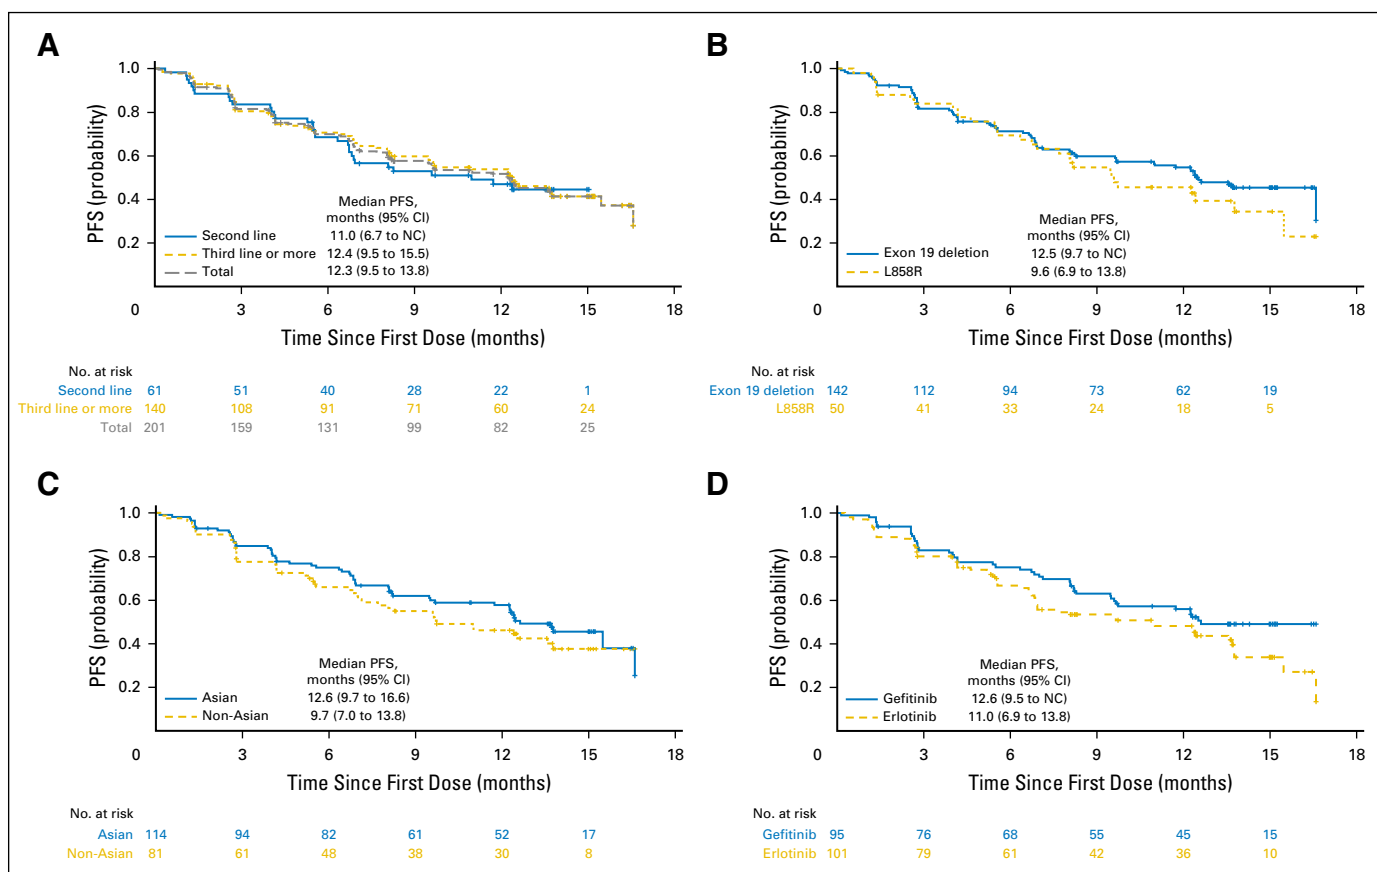 A
1.0
0.8
0.6
0.4
0.2
PFS (probability)
Median PFS,
months (95% CI)
Second line 11.0 (6.7 to NC)
Third line or more 12.4 (9.5 to 15.5)
Total 12.3 (9.5 to 13.8)
0 3 6 9 12 15 18
Time Since First Dose (months)
No. at risk
Second line 61 51 40 28 22 1
Third line or more 140 108 91 71 60 24
Total 201 159 131 99 82 25
B
1.0
0.8
0.6
0.4
0.2
PFS (probability)
Median PFS,
months (95% CI)
Exon 19 deletion 12.5 (9.7 to NC)
L858R 9.6 (6.9 to 13.8)
0 3 6 9 12 15 18
Time Since First Dose (months)
No. at risk
Exon 19 deletion 142 112 94 73 62 19
L858R 50 41 33 24 18 5
C
1.0
0.8
0.6
0.4
0.2
PFS (probability)
Median PFS,
months (95% CI)
Asian 12.6 (9.7 to 16.6)
Non-Asian 9.7 (7.0 to 13.8)
0 3 6 9 12 15 18
Time Since First Dose (months)
No. at risk
Asian 114 94 82 61 52 17
Non-Asian 81 61 48 38 30 8
D
1.0
0.8
0.6
0.4
0.2
PFS (probability)
Median PFS,
months (95% CI)
Gefitinib 12.6 (9.5 to NC)
Erlotinib 11.0 (6.9 to 13.8)
0 3 6 9 12 15 18
Time Since First Dose (months)
No. at risk
Gefitinib 95 76 68 55 45 15
Erlotinib 101 79 61 42 36 10